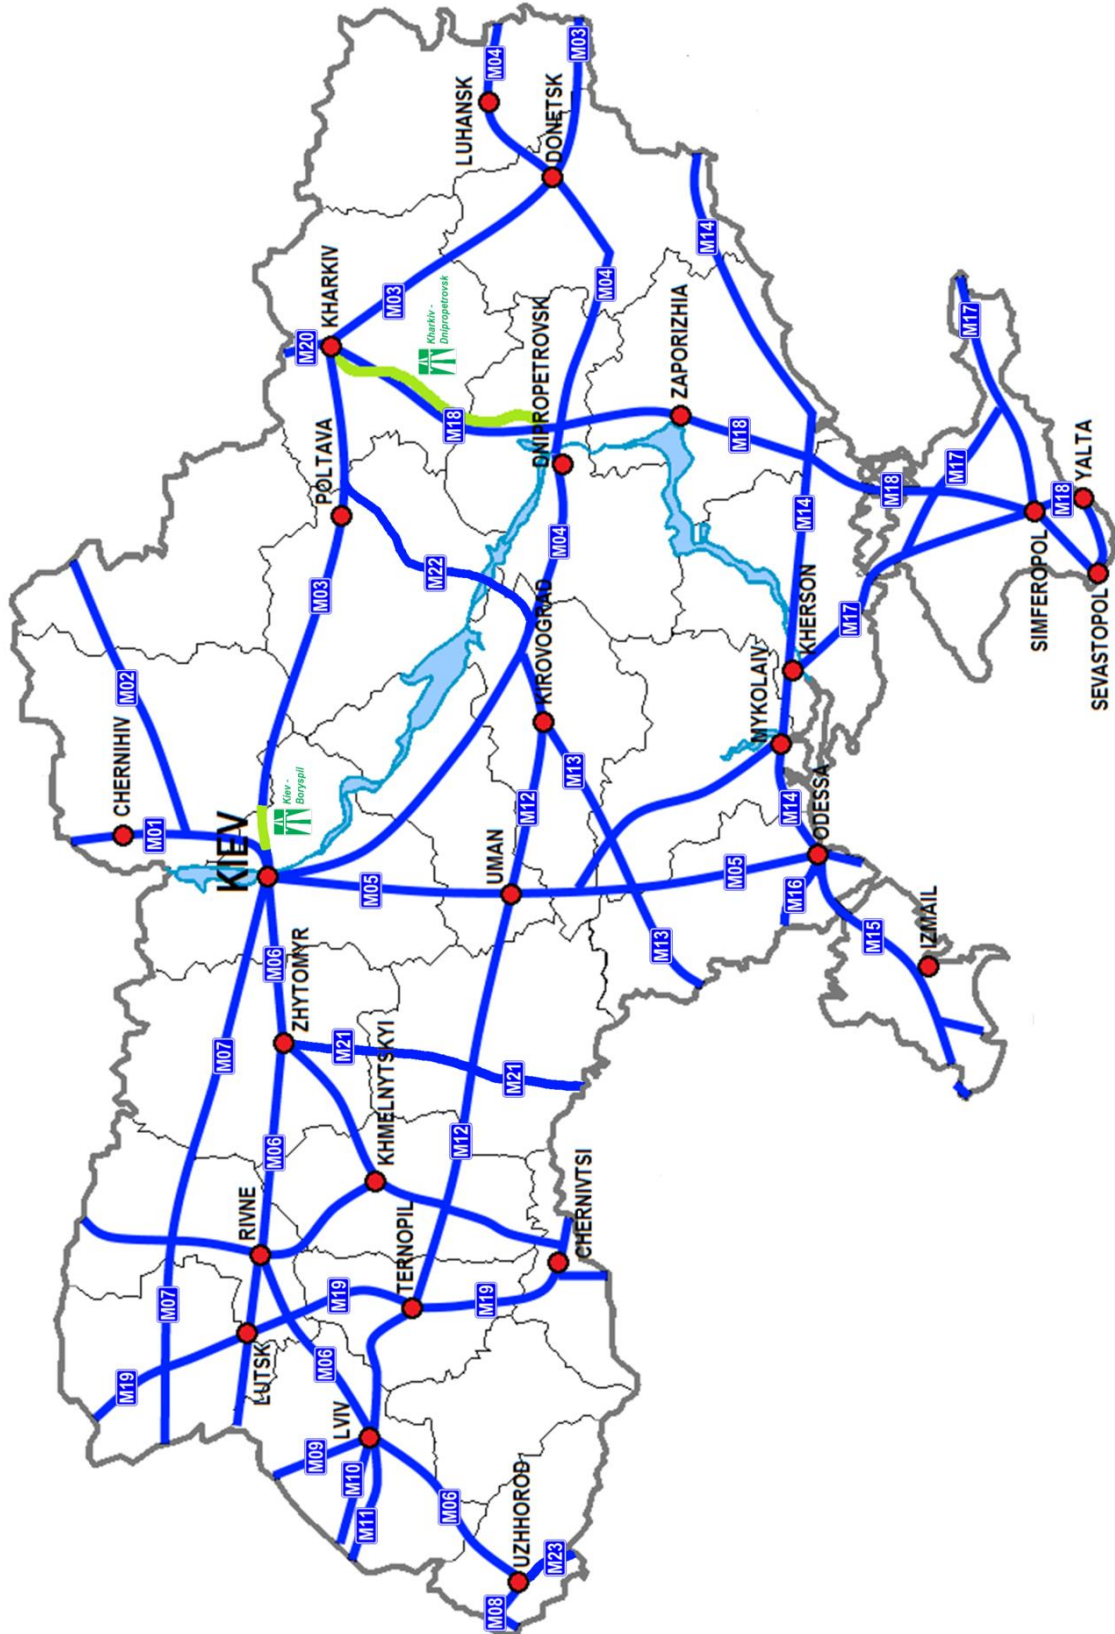 M02
CHERNIHIV
M01
KIEV
Kiev -
Boryspil
M03
POLTAVA
M20
KHARKIV
M03
Kharkiv -
Dnipropetrovsk
M18
M22
LUHANSK
M04
DONETSK
M03
M04
DNIPROPETROVSK
M04
KIROVOGRAD
M13
M12
UMAN
M05
M06
ZHYTOMYR
M07
M21
M21
KHMELNYTSKYI
M06
M12
RIVNE
M07
M19
LUTSK
M19
TERNOPIL
M19
CHERNIVTSI
M06
LVIV
M09
M10
M11
M06
UZHHOROD
M23
M08
ZAPORIZHIA
M18
M14
M14
M13
M05
M16
ODESSA
M14
MYKOLAIV
KHERSON
M17
M15
IZMAIL
M18
M17
M17
SIMFEROPOL
M18
YALTA
SEVASTOPOL